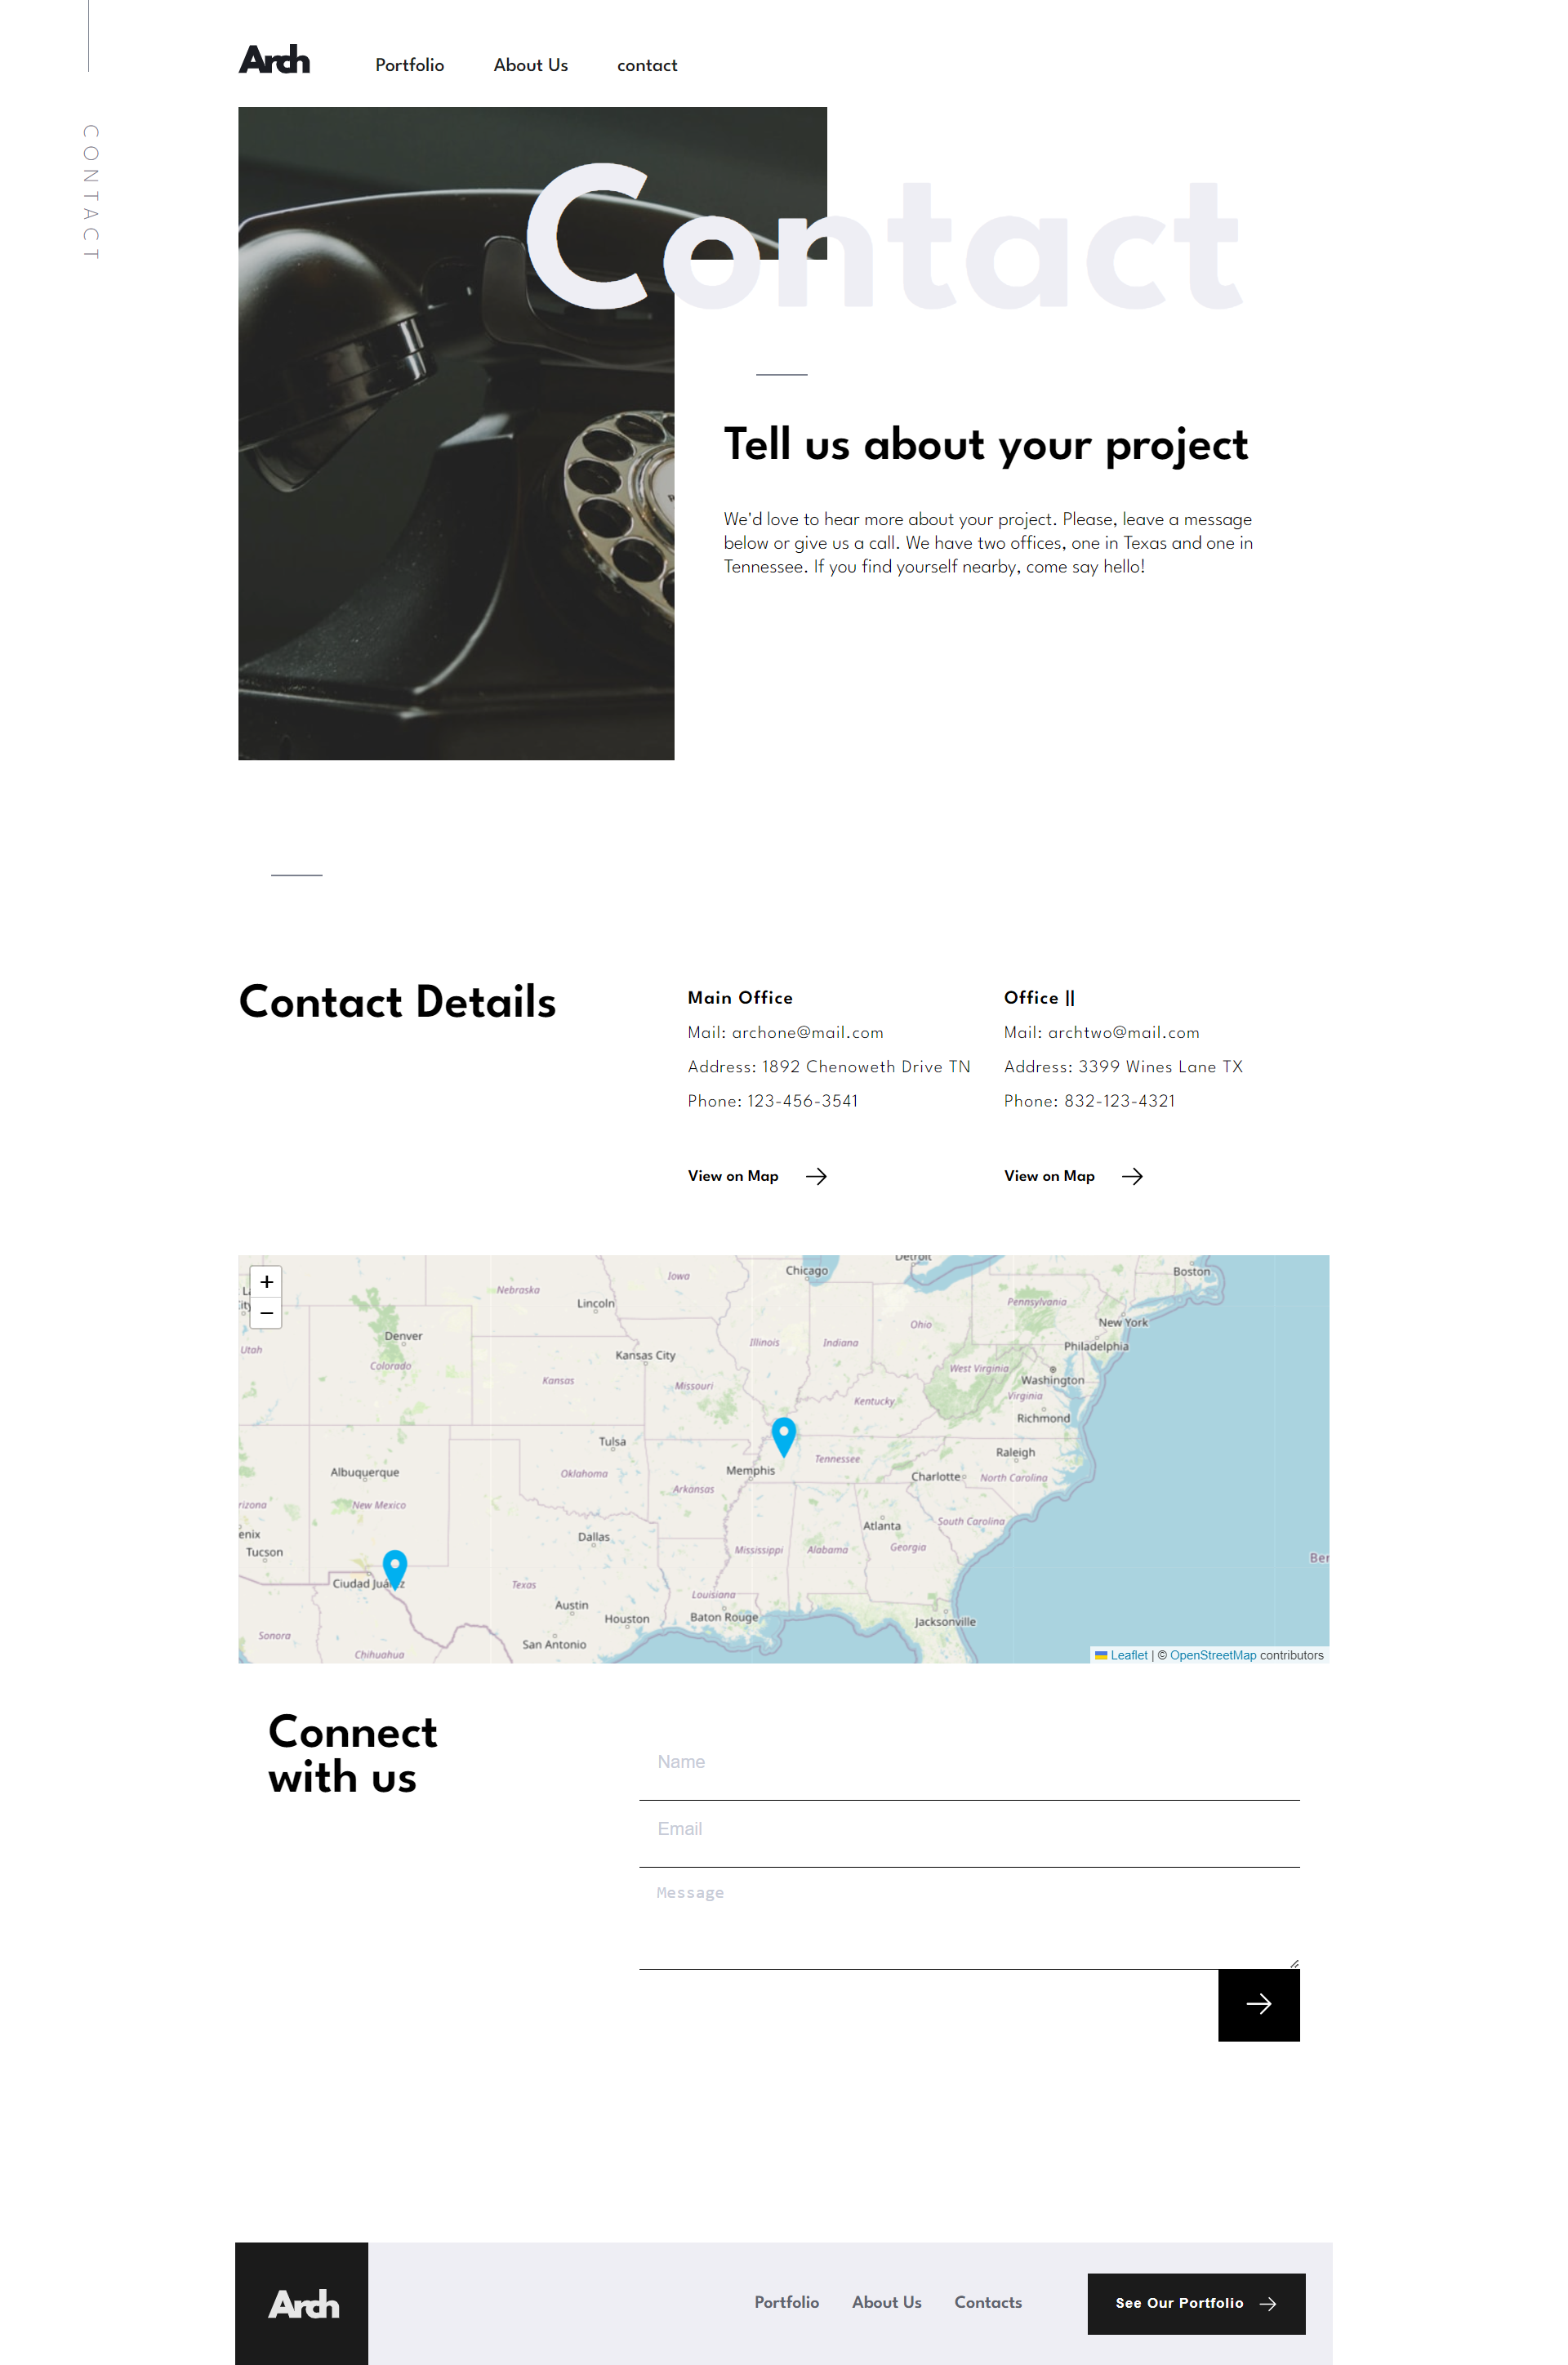 Arch
Portfolio
About Us
contact
CONTACT
Contact
Tell us about your project
We'd love to hear more about your project. Please, leave a message
below or give us a call. We have two offices, one in Texas and one in
Tennessee. If you find yourself nearby, come say hello!
Contact Details
Main Office
Mail: archone@mail.com
Address: 1892 Chenoweth Drive TN
Phone: 123-456-3541
View on Map
Office ||
Mail: archtwo@mail.com
Address: 3399 Wines Lane TX
Phone: 832-123-4321
View on Map
+
−
Detroit
Chicago
Boston
Iowa
Nebraska
Lincoln
Pennsylvania
New York
Ohio
Denver
Illinois
Indiana
Philadelphia
Utah
Kansas City
Colorado
West Virginia
Washington
Kansas
Missouri
Virginia
Kentucky
Richmond
Tulsa
Raleigh
Tennessee
Albuquerque
Memphis
Oklahoma
Charlotte
North Carolina
Arkansas
New Mexico
rizona
South Carolina
Atlanta
enix
Dallas
Georgia
Tucson
Mississippi
Alabama
Ber
Ciudad Juá z
Texas
Louisiana
Austin
Houston
Baton Rouge
Jacksonville
Sonora
San Antonio
Chihuahua
Leaflet | © OpenStreetMap contributors
Connect
with us
Name
Email
Message
Arch
Portfolio
About Us
Contacts
See Our Portfolio